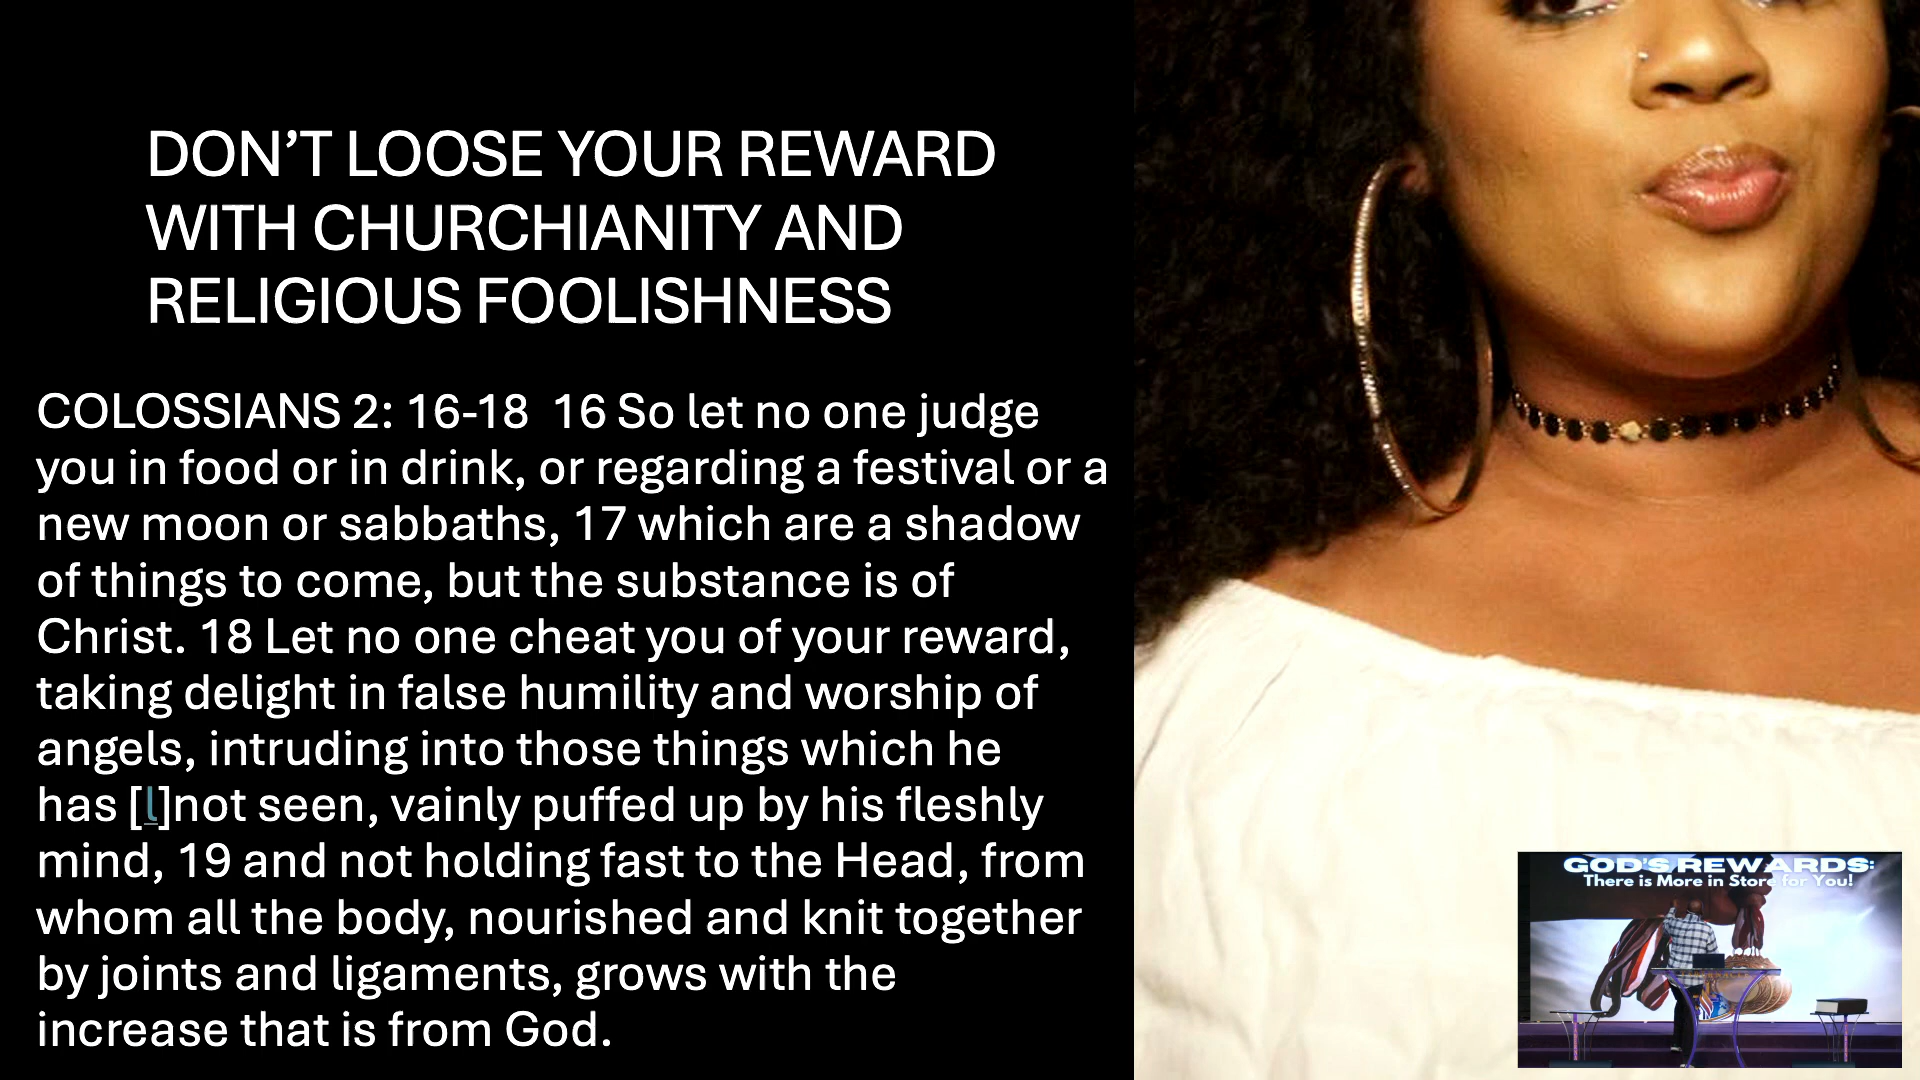 DON’T LOOSE YOUR REWARD
WITH CHURCHIANITY AND
RELIGIOUS FOOLISHNESS
COLOSSIANS 2: 16-18  16 So let no one judge
you in food or in drink, or regarding a festival or a
new moon or sabbaths, 17 which are a shadow
of things to come, but the substance is of
Christ. 18 Let no one cheat you of your reward,
taking delight in false humility and worship of
angels, intruding into those things which he
has [l]not seen, vainly puffed up by his fleshly
mind, 19 and not holding fast to the Head, from
whom all the body, nourished and knit together
by joints and ligaments, grows with the
increase that is from God.
GOD'S REWARDS:
There is More in Store for You!